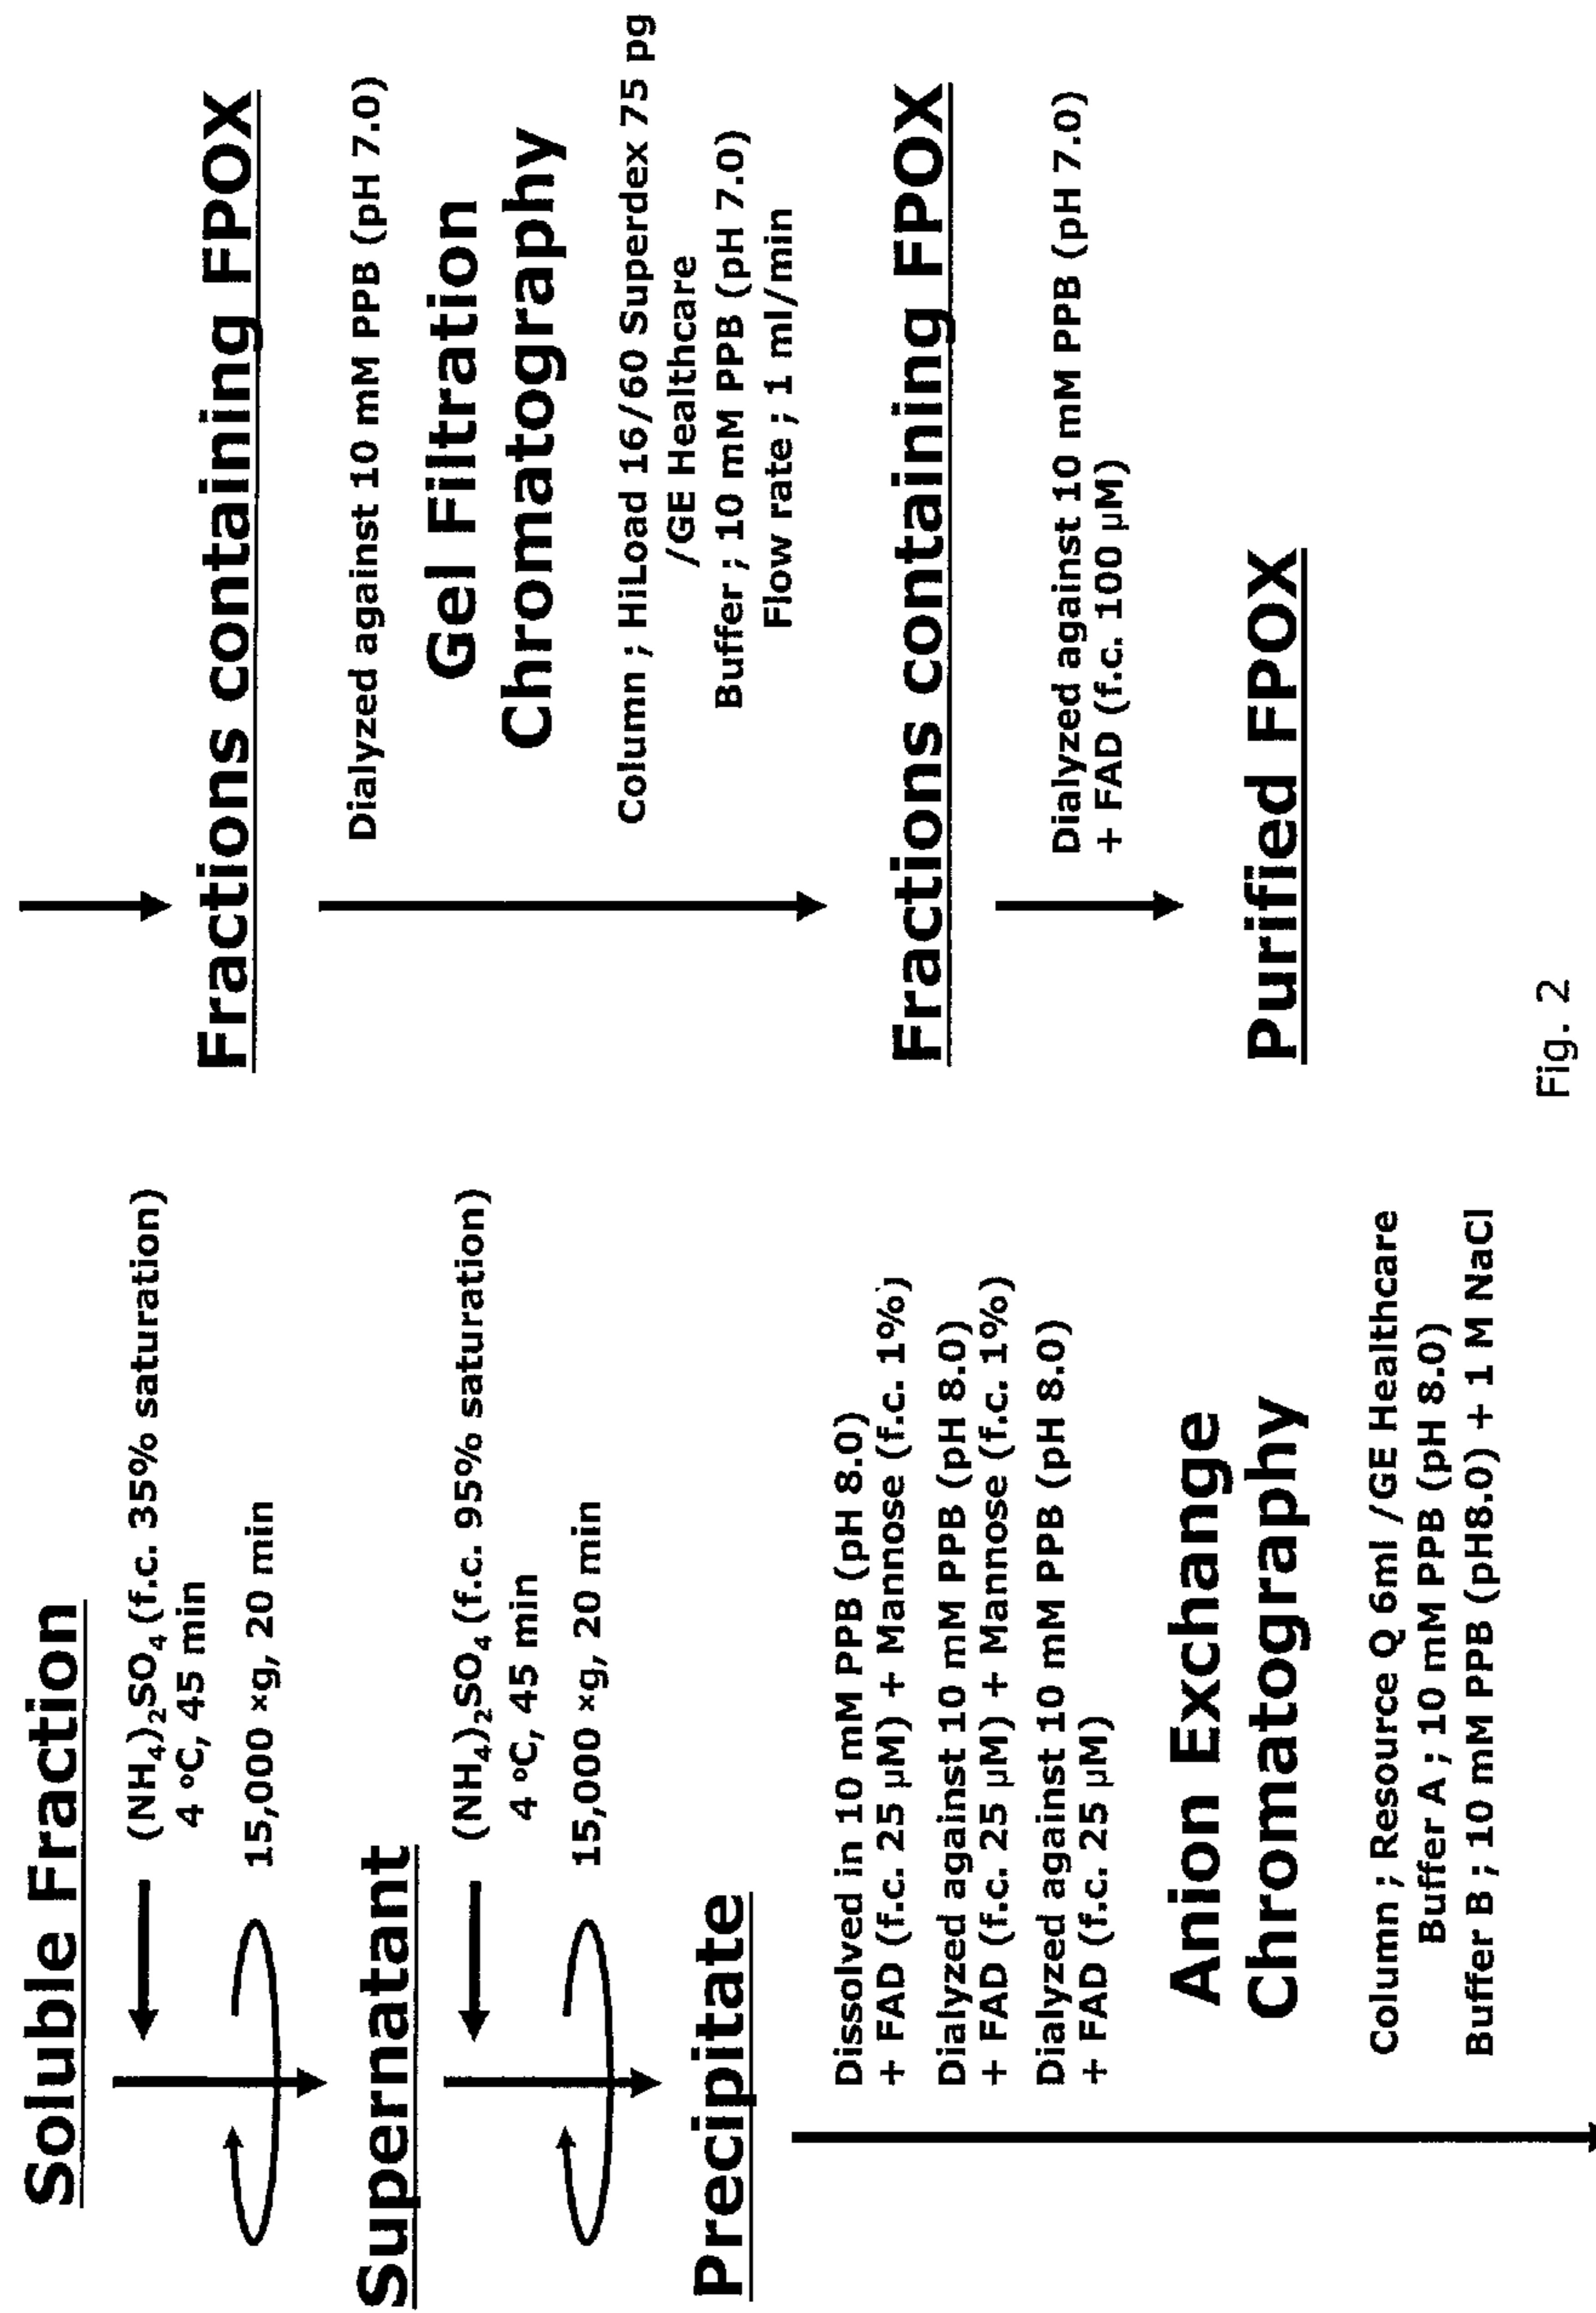 Soluble Fraction
(NH₄)₂SO₄ (f.c. 35% saturation)
4 °C, 45 min
15,000 ×g, 20 min
Supernatant
(NH₄)₂SO₄ (f.c. 95% saturation)
4 °C, 45 min
15,000 ×g, 20 min
Precipitate
Dissolved in 10 mM PPB (pH 8.0)
+ FAD (f.c. 25 µM) + Mannose (f.c. 1%)
Dialyzed against 10 mM PPB (pH 8.0)
+ FAD (f.c. 25 µM) + Mannose (f.c. 1%)
Dialyzed against 10 mM PPB (pH 8.0)
+ FAD (f.c. 25 µM)
Anion Exchange
Chromatography
Column ; Resource Q 6ml /GE Healthcare
Buffer A ; 10 mM PPB (pH 8.0)
Buffer B ; 10 mM PPB (pH8.0) + 1 M NaCl
Fractions containing FPOX
Dialyzed against 10 mM PPB (pH 7.0)
Gel Filtration
Chromatography
Column ; HiLoad 16/60 Superdex 75 pg
/GE Healthcare
Buffer ; 10 mM PPB (pH 7.0)
Flow rate ; 1 ml/min
Fractions containing FPOX
Dialyzed against 10 mM PPB (pH 7.0)
+ FAD (f.c. 100 µM)
Purified FPOX
Fig. 2